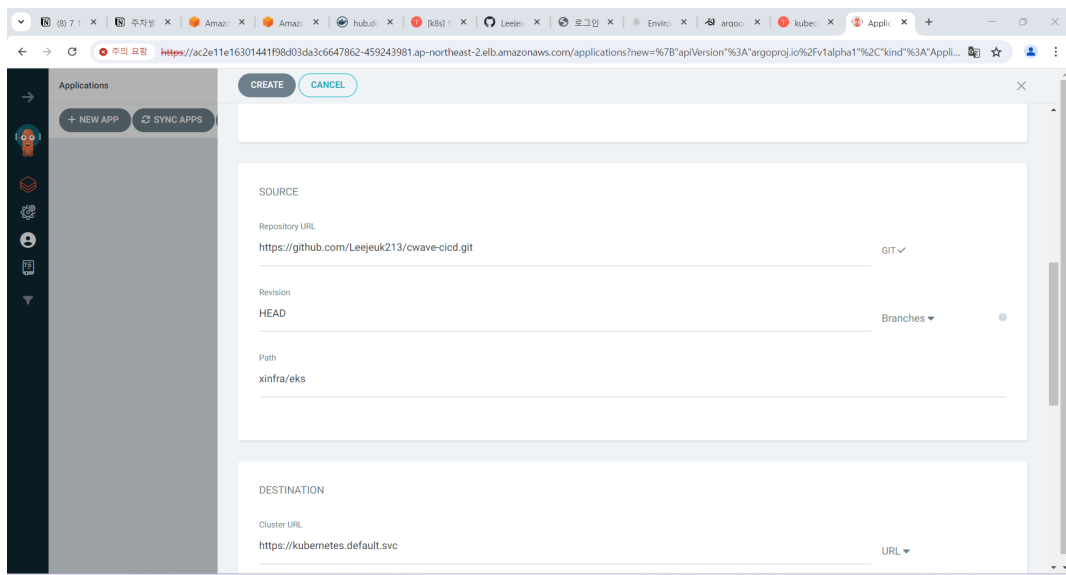 (8) 7 1
주차별
Amazo
Amazo
hub.do
[k8s] S
Leejeu
로그인
Enviro
argocd
kubect
Applic
주의 요함 https://ac2e11e16301441f98d03da3c6647862-459243981.ap-northeast-2.elb.amazonaws.com/applications?new=%7B"apiVersion"%3A"argoproj.io%2Fv1alpha1"%2C"kind"%3A"Appli...
Applications
CREATE CANCEL
+ NEW APP SYNC APPS
SOURCE
Repository URL
https://github.com/Leejeuk213/cwave-cicd.git
GIT
Revision
HEAD
Branches
Path
xinfra/eks
DESTINATION
Cluster URL
https://kubernetes.default.svc
URL